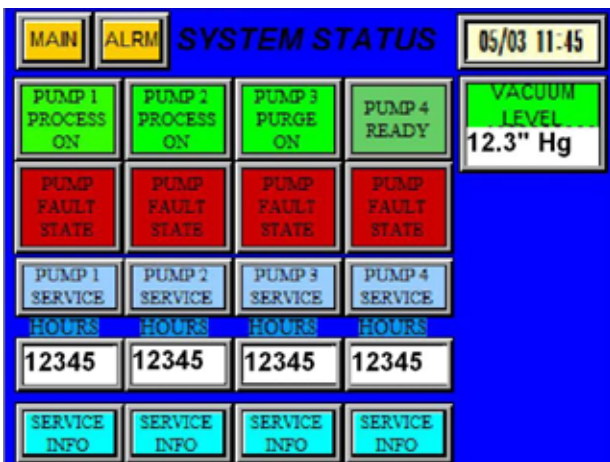 MAIN
ALRM
SYSTEM STATUS
05/03 11:45
PUMP 1
PROCESS
ON
PUMP 2
PROCESS
ON
PUMP 3
PURGE
ON
PUMP 4
READY
VACUUM
LEVEL
12.3" Hg
PUMP
FAULT
STATE
PUMP
FAULT
STATE
PUMP
FAULT
STATE
PUMP
FAULT
STATE
PUMP 1
SERVICE
PUMP 2
SERVICE
PUMP 3
SERVICE
PUMP 4
SERVICE
HOURS
HOURS
HOURS
HOURS
12345
12345
12345
12345
SERVICE
INFO
SERVICE
INFO
SERVICE
INFO
SERVICE
INFO